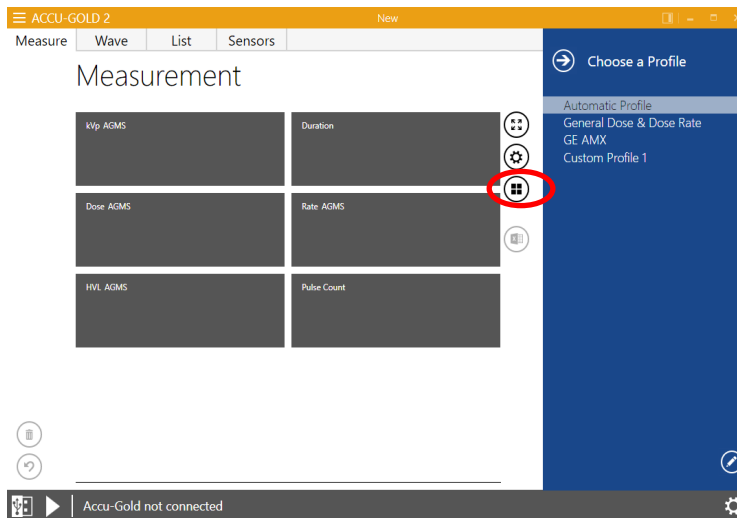 ACCU-GOLD 2
New
Measure Wave List Sensors
Measurement
kVp AGMS
Duration
Dose AGMS
Rate AGMS
HVL AGMS
Pulse Count
Choose a Profile
Automatic Profile
General Dose & Dose Rate
GE AMX
Custom Profile 1
Accu-Gold not connected